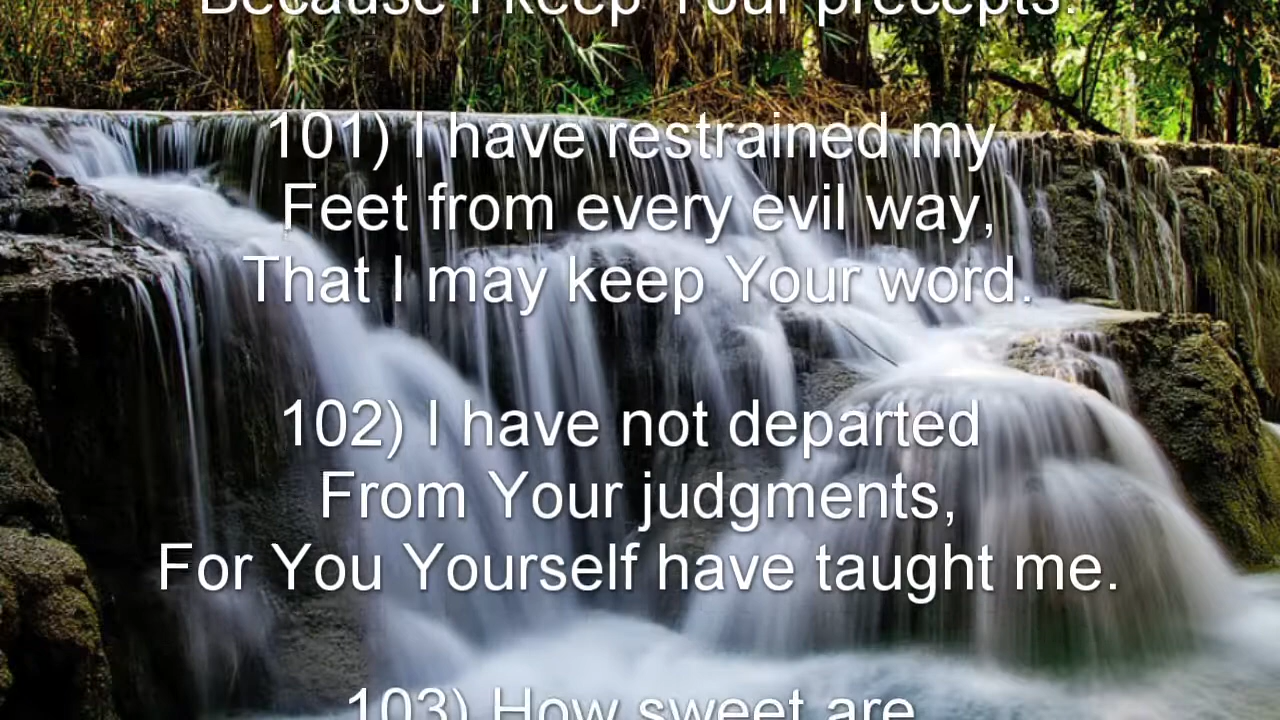 Because I keep Your precepts.
101) I have restrained my
Feet from every evil way,
That I may keep Your word.
102) I have not departed
From Your judgments,
For You Yourself have taught me.
103) How sweet are